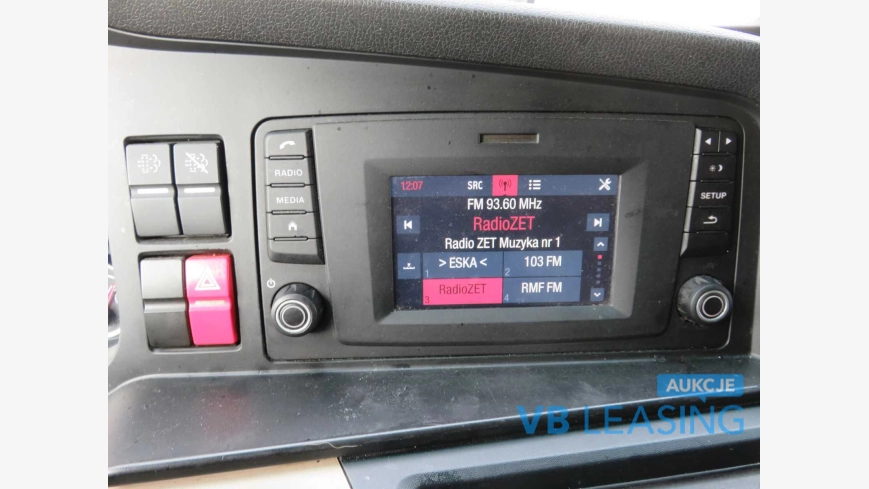 12:07 SRC
FM 93.60 MHz
RadioZET
Radio ZET Muzyka nr 1
1 > ESKA < 2 103 FM
3 RadioZET 4 RMF FM
RADIO
MEDIA
SETUP
AUKCJE
VB LEASING